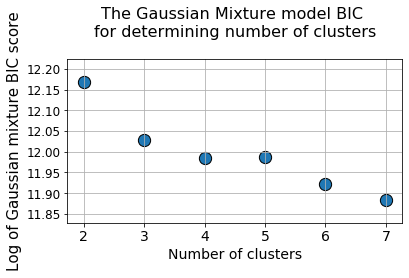 The Gaussian Mixture model BIC
for determining number of clusters
Log of Gaussian mixture BIC score
12.20
12.15
12.10
12.05
12.00
11.95
11.90
11.85
2 3 4 5 6 7
Number of clusters